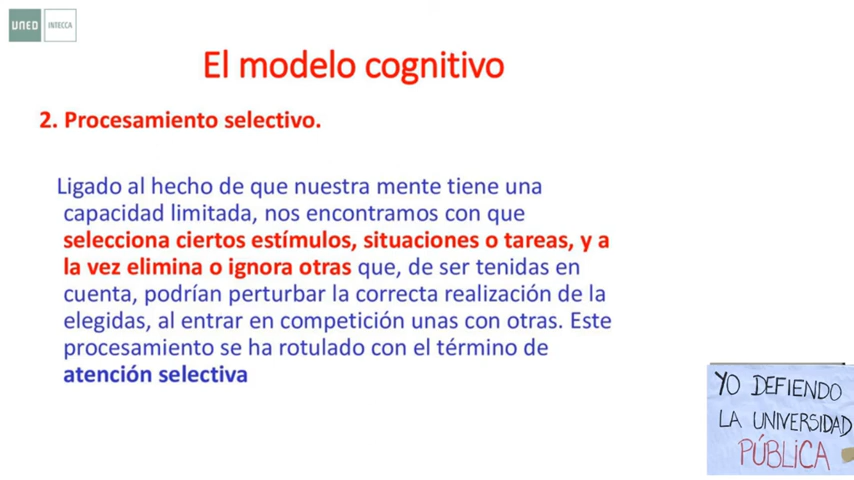 UNED INTECCA
El modelo cognitivo
2. Procesamiento selectivo.
Ligado al hecho de que nuestra mente tiene una
capacidad limitada, nos encontramos con que
selecciona ciertos estímulos, situaciones o tareas, y a
la vez elimina o ignora otras que, de ser tenidas en
cuenta, podrían perturbar la correcta realización de la
elegidas, al entrar en competición unas con otras. Este
procesamiento se ha rotulado con el término de
atención selectiva
YO DEFIENDO
LA UNIVERSIDAD
PÚBLICA